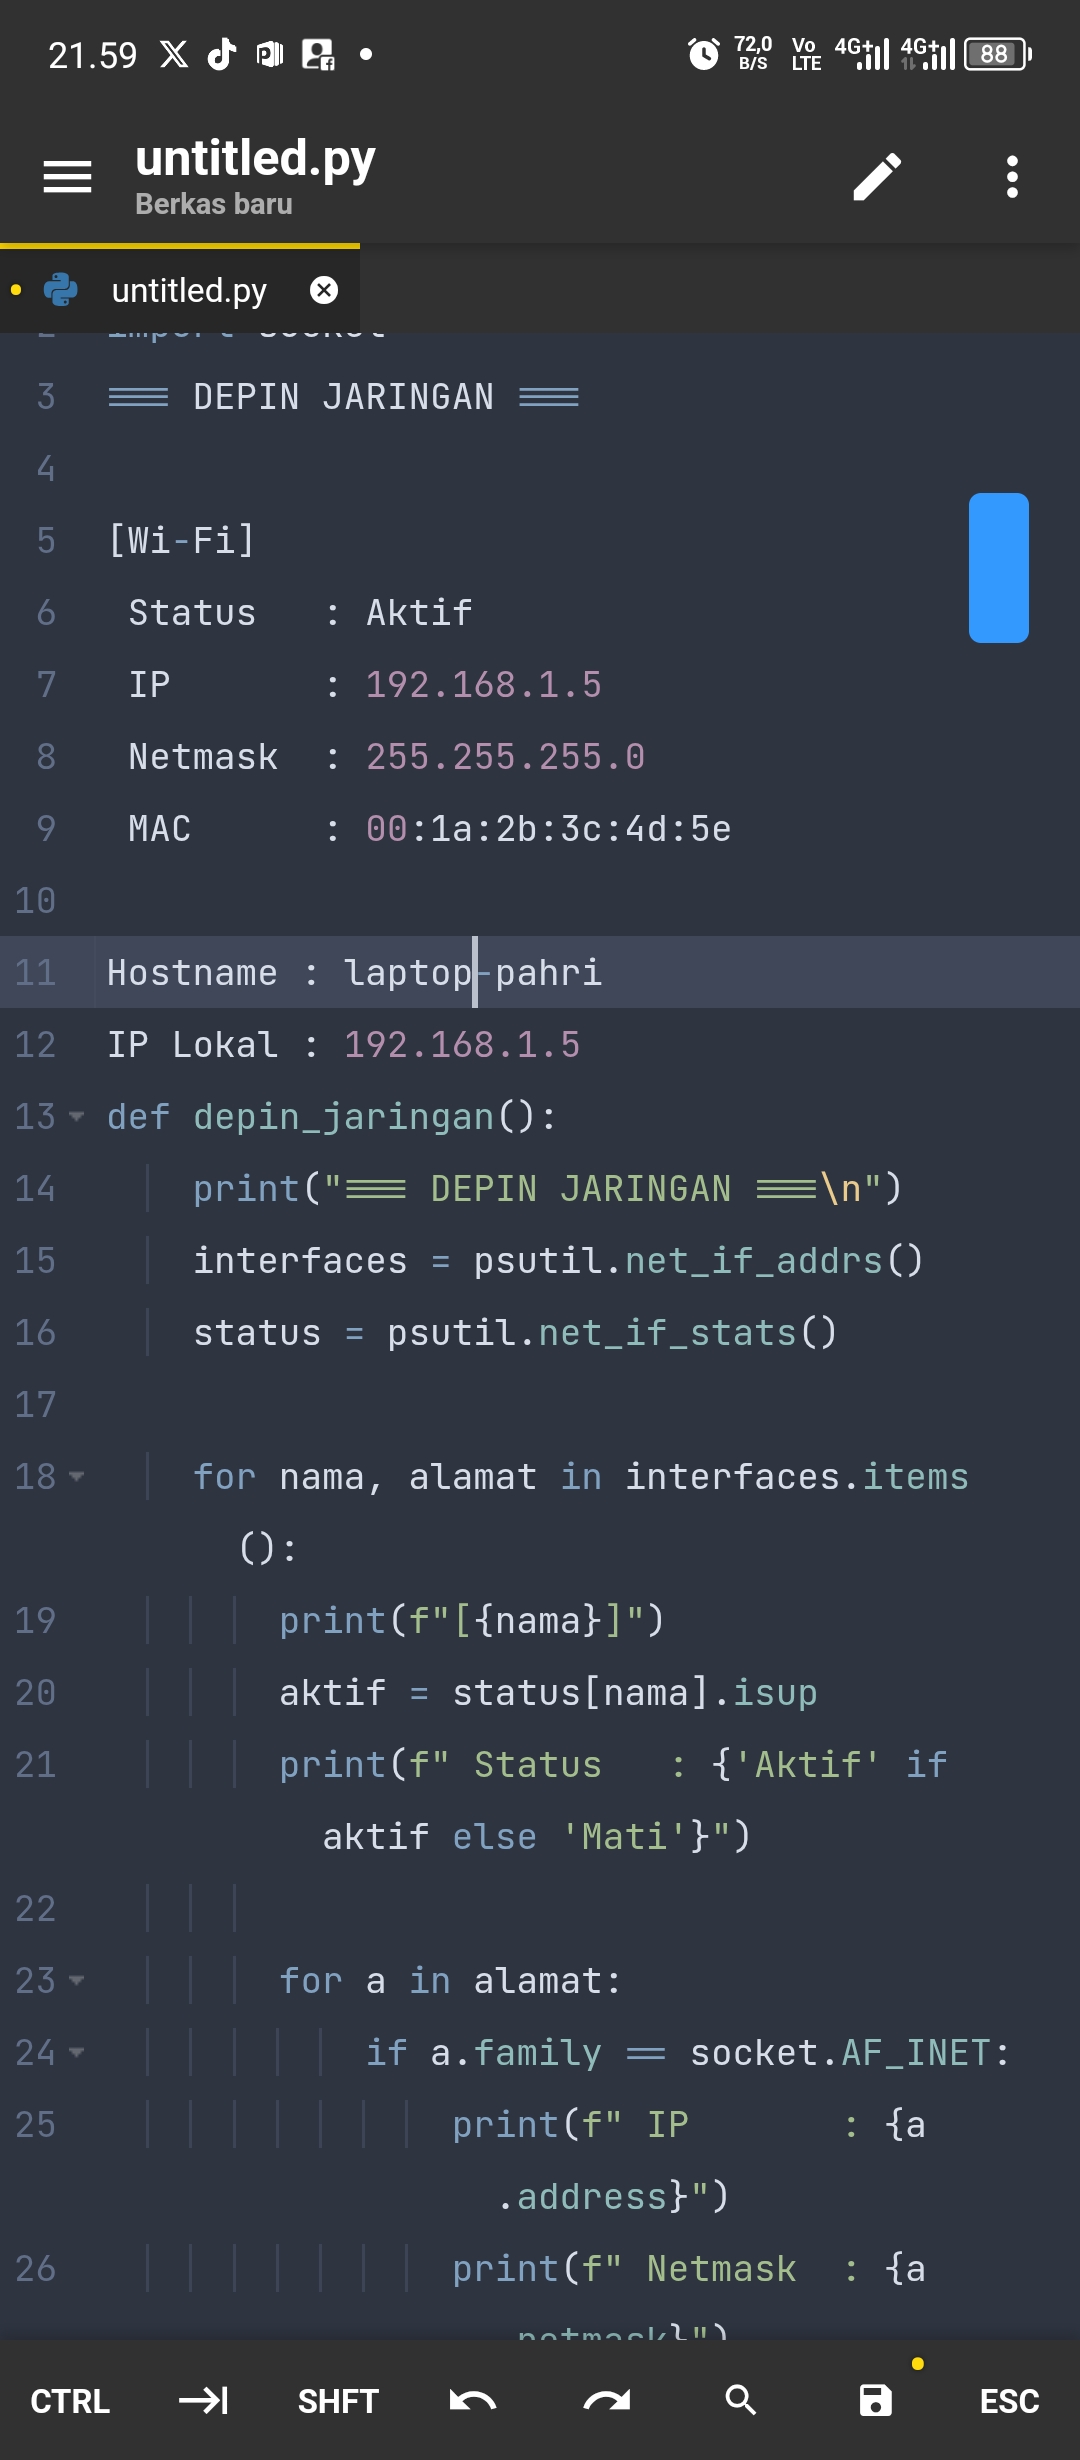 21.59
72,0 B/S
Vo LTE
4G+
4G+
88
untitled.py
Berkas baru
untitled.py
2 import socket
3 === DEPIN JARINGAN ===
4
5 [Wi-Fi]
6  Status   : Aktif
7  IP       : 192.168.1.5
8  Netmask  : 255.255.255.0
9  MAC      : 00:1a:2b:3c:4d:5e
10
11 Hostname : laptop-pahri
12 IP Lokal : 192.168.1.5
13 def depin_jaringan():
14     print("=== DEPIN JARINGAN ===\n")
15     interfaces = psutil.net_if_addrs()
16     status = psutil.net_if_stats()
17
18     for nama, alamat in interfaces.items
():
19         print(f"[{nama}]")
20         aktif = status[nama].isup
21         print(f" Status   : {'Aktif' if
aktif else 'Mati'}")
22
23         for a in alamat:
24             if a.family == socket.AF_INET:
25                 print(f" IP       : {a
.address}")
26                 print(f" Netmask  : {a
.netmask}")
CTRL
SHFT
ESC